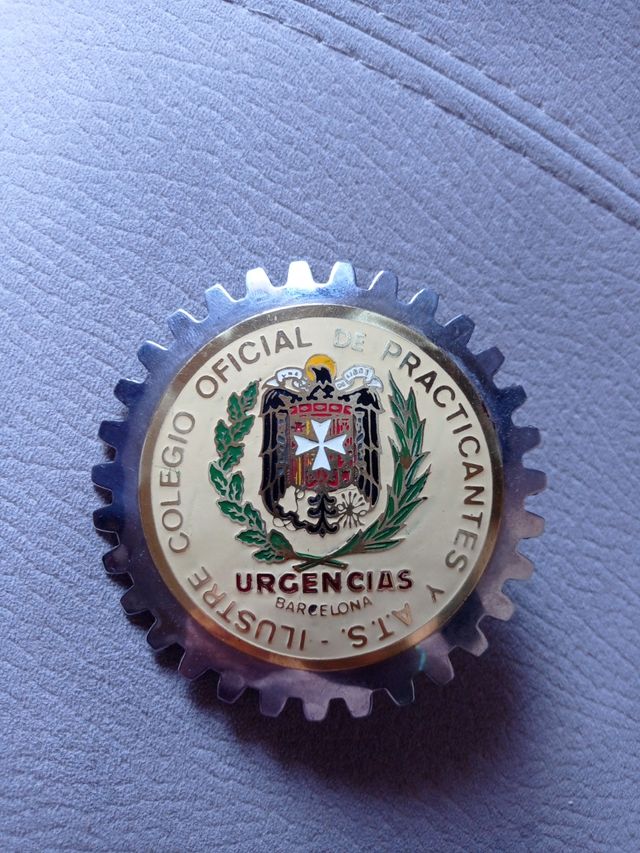 ILUSTRE COLEGIO OFICIAL DE PRACTICANTES Y A.T.S. -
URGENCIAS
BARCELONA